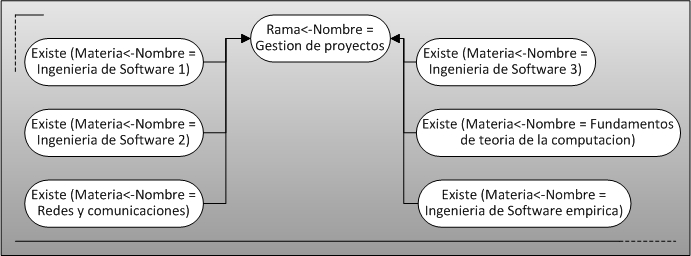 Rama<-Nombre =
Gestion de proyectos
Existe (Materia<-Nombre =
Ingenieria de Software 1)
Existe (Materia<-Nombre =
Ingenieria de Software 2)
Existe (Materia<-Nombre =
Redes y comunicaciones)
Existe (Materia<-Nombre =
Ingenieria de Software 3)
Existe (Materia<-Nombre = Fundamentos
de teoria de la computacion)
Existe (Materia<-Nombre =
Ingenieria de Software empirica)